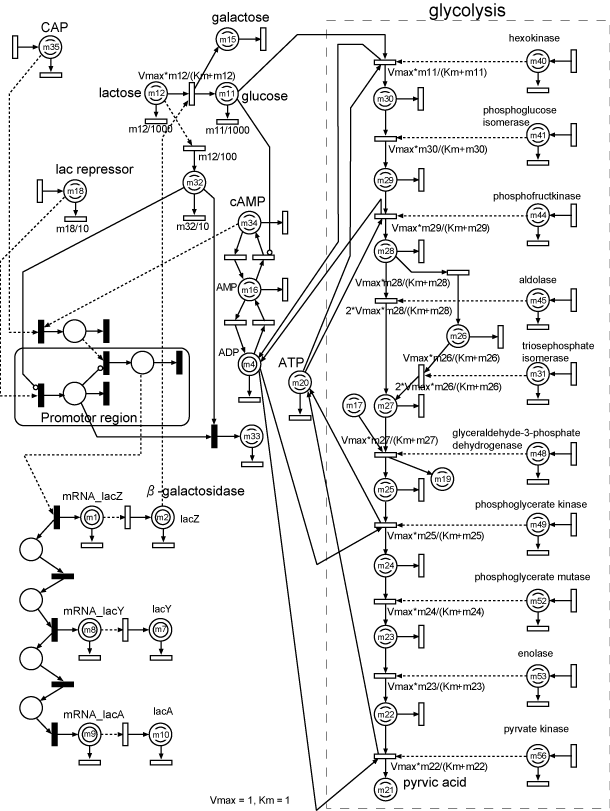 glycolysis
galactose
m15
CAP
m35
hexokinase
m40
Vmax*m12/(Km+m12)
Vmax*m11/(Km+m11)
lactose
m12
m11
glucose
m30
m12/1000
m11/1000
phosphoglucose
isomerase
m41
m12/100
Vmax*m30/(Km+m30)
lac repressor
m18
m32
m29
phosphofructkinase
m44
m18/10
m32/10
cAMP
m34
Vmax*m29/(Km+m29)
m28
aldolase
m45
Vmax*m28/(Km+m28)
AMP
m16
2*Vmax*m28/(Km+m28)
m26
triosephosphate
isomerase
m31
ADP
m4
ATP
m20
Vmax*m26/(Km+m26)
2*Vmax*m26/(Km+m26)
m17
m27
Promotor region
m33
Vmax*m27/(Km+m27)
glyceraldehyde-3-phosphate
dehydrogenase
m48
m19
m25
β-galactosidase
mRNA_lacZ
m1
m2
lacZ
phosphoglycerate kinase
m49
Vmax*m25/(Km+m25)
m24
phosphoglycerate mutase
m52
Vmax*m24/(Km+m24)
mRNA_lacY
lacY
m8
m7
m23
enolase
m53
Vmax*m23/(Km+m23)
mRNA_lacA
lacA
m9
m10
m22
pyrvate kinase
m56
Vmax*m22/(Km+m22)
pyrvic acid
m21
Vmax = 1, Km = 1